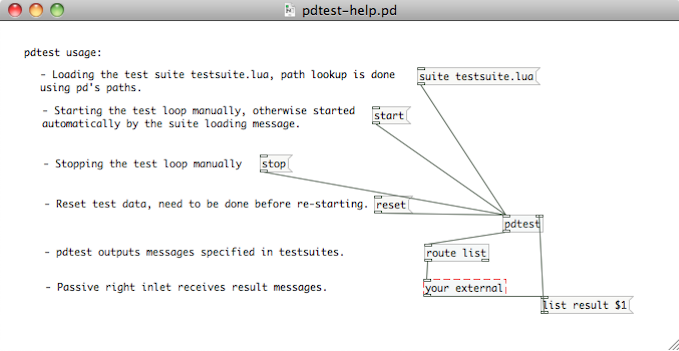 pdtest-help.pd
pdtest usage:
- Loading the test suite testsuite.lua, path lookup is done
using pd's paths.
suite testsuite.lua
- Starting the test loop manually, otherwise started
automatically by the suite loading message.
start
- Stopping the test loop manually
stop
- Reset test data, need to be done before re-starting.
reset
pdtest
- pdtest outputs messages specified in testsuites.
route list
- Passive right inlet receives result messages.
your external
list result $1